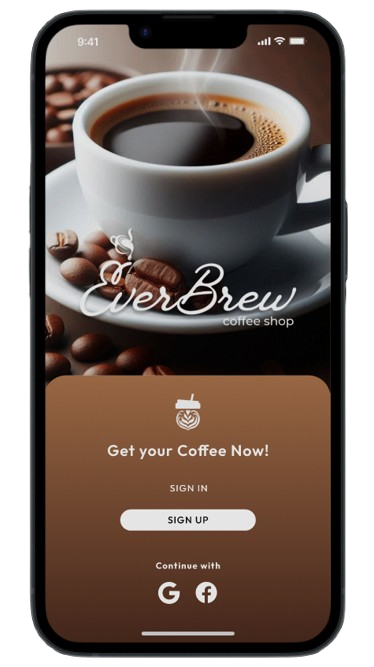 9:41
EverBrew
coffee shop
Get your Coffee Now!
SIGN IN
SIGN UP
Continue with
G f